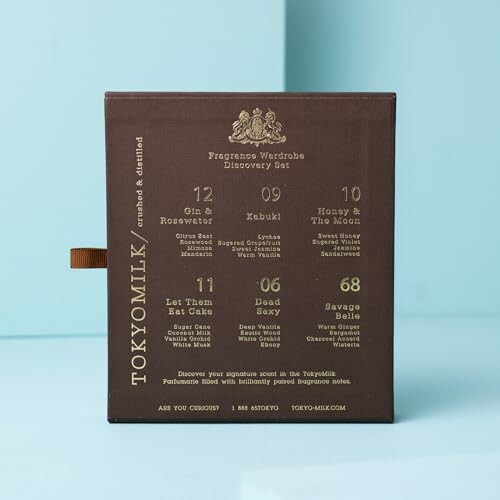 Fragrance Wardrobe
Discovery Set
TOKYOMILK/ crushed & distilled
12
Gin &
Rosewater
Citrus Zest
Rosewood
Mimosa
Mandarin
09
Kabuki
Lychee
Sugared Grapefruit
Sweet Jasmine
Warm Vanilla
10
Honey &
The Moon
Sweet Honey
Sugared Violet
Jasmine
Sandalwood
11
Let Them
Eat Cake
Sugar Cane
Coconut Milk
Vanilla Orchid
White Musk
06
Dead
Sexy
Deep Vanilla
Exotic Wood
White Orchid
Ebony
68
Savage
Belle
Warm Ginger
Bergamot
Charcoal Accord
Wisteria
Discover your signature scent in the TokyoMilk
Parfumarie filled with brilliantly paired fragrance notes.
ARE YOU CURIOUS? 1 888 65TOKYO TOKYO-MILK.COM